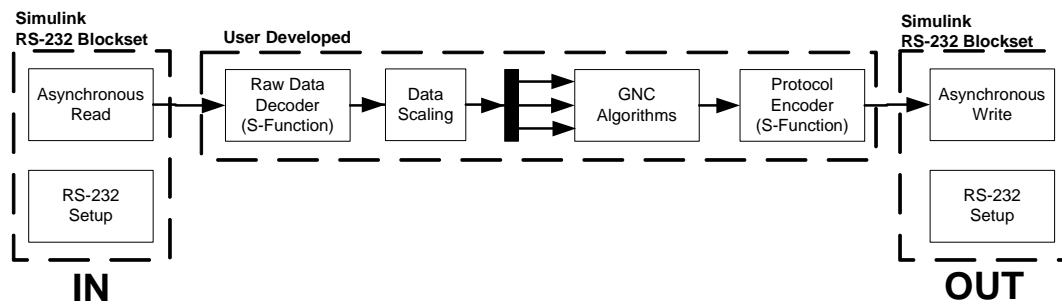 Simulink
RS-232 Blockset
Asynchronous
Read
RS-232
Setup
IN
User Developed
Raw Data
Decoder
(S-Function)
Data
Scaling
GNC
Algorithms
Protocol
Encoder
(S-Function)
Simulink
RS-232 Blockset
Asynchronous
Write
RS-232
Setup
OUT